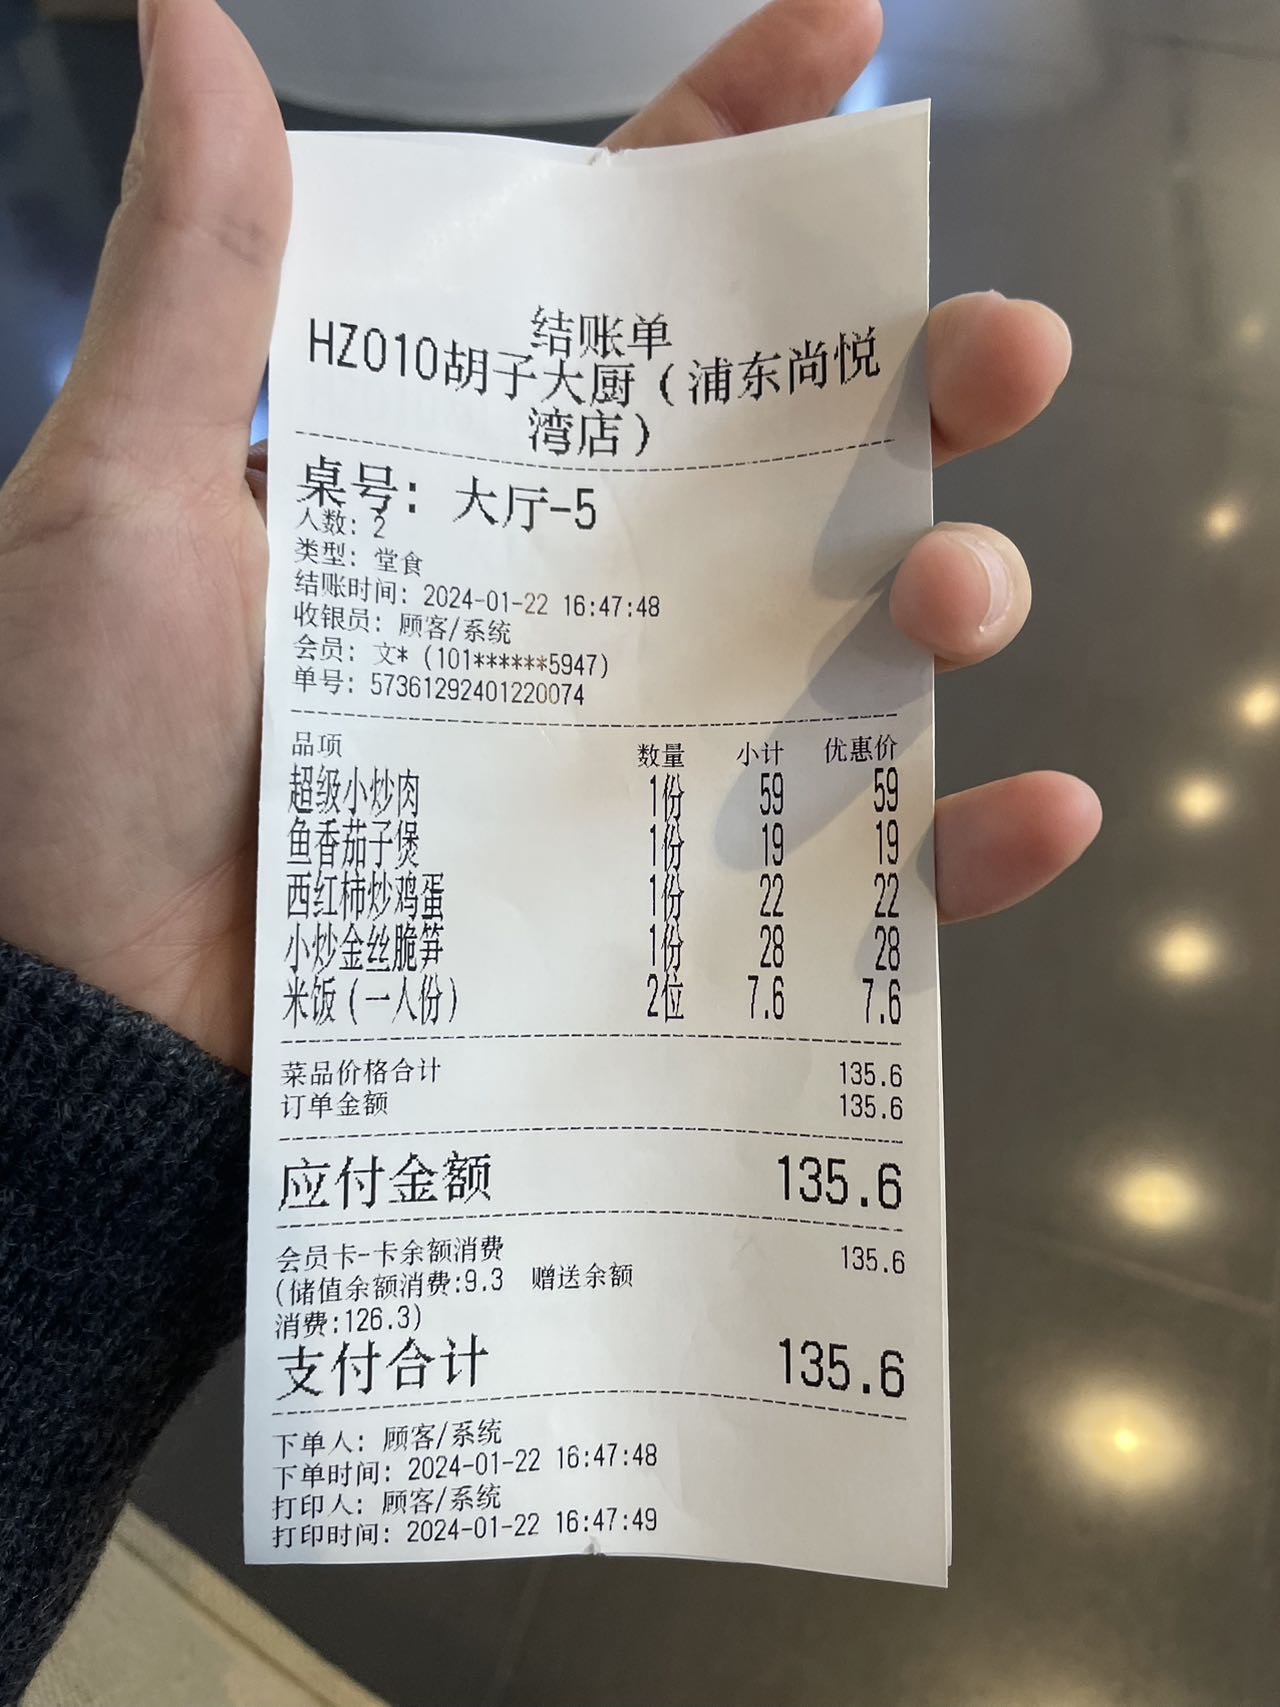 结账单
HZ010胡子大厨（浦东尚悦
湾店）
桌号：大厅-5
人数：2
类型：堂食
结账时间：2024-01-22 16:47:48
收银员：顾客/系统
会员：文*（101******5947）
单号：57361292401220074
品项 数量 小计 优惠价
超级小炒肉 1份 59 59
鱼香茄子煲 1份 19 19
西红柿炒鸡蛋 1份 22 22
小炒金丝脆笋 1份 28 28
米饭（一人份） 2位 7.6 7.6
菜品价格合计 135.6
订单金额 135.6
应付金额 135.6
会员卡-卡余额消费 135.6
(储值余额消费:9.3 赠送余额
消费:126.3)
支付合计 135.6
下单人：顾客/系统
下单时间：2024-01-22 16:47:48
打印人：顾客/系统
打印时间：2024-01-22 16:47:49